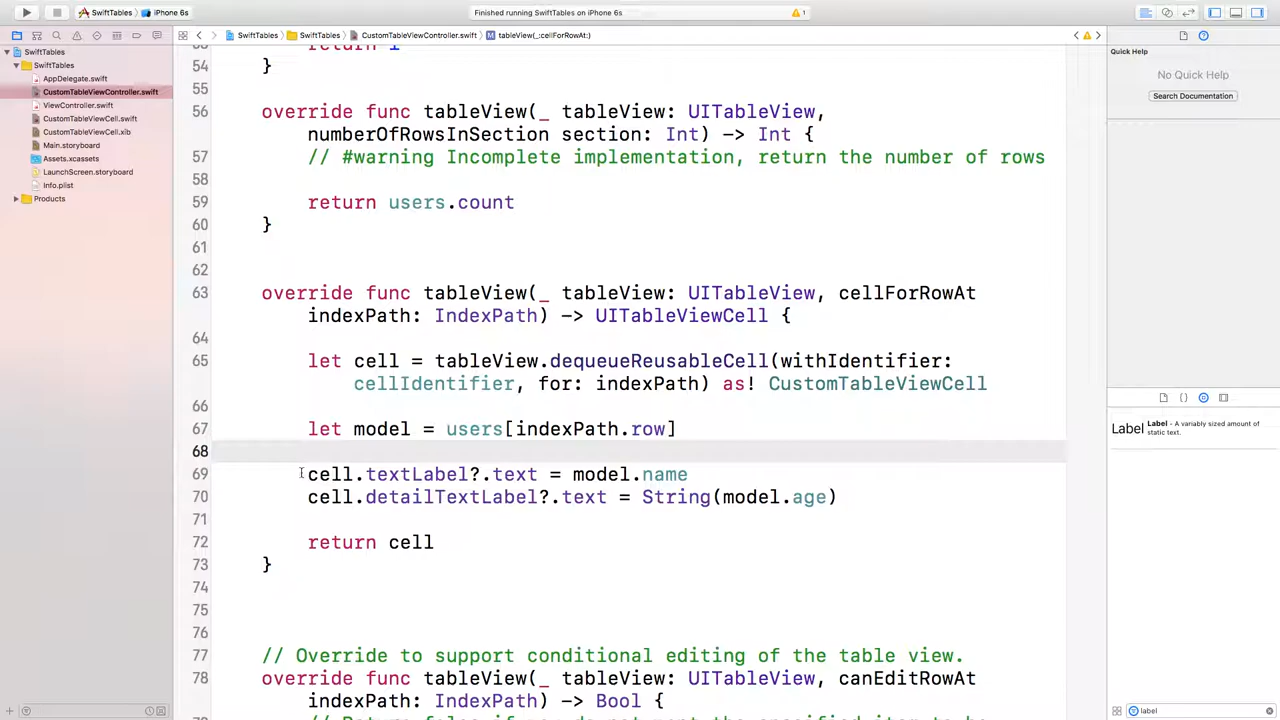 SwiftTables
iPhone 6s
Finished running SwiftTables on iPhone 6s
1
SwiftTables
SwiftTables
CustomTableViewController.swift
tableView(_:cellForRowAt:)
SwiftTables
SwiftTables
AppDelegate.swift
CustomTableViewController.swift
ViewController.swift
CustomTableViewCell.swift
CustomTableViewCell.xib
Main.storyboard
Assets.xcassets
LaunchScreen.storyboard
Info.plist
Products
54 }
55
56 override func tableView(_ tableView: UITableView,
numberOfRowsInSection section: Int) -> Int {
57 // #warning Incomplete implementation, return the number of rows
58
59 return users.count
60 }
61
62
63 override func tableView(_ tableView: UITableView, cellForRowAt
indexPath: IndexPath) -> UITableViewCell {
64
65 let cell = tableView.dequeueReusableCell(withIdentifier:
cellIdentifier, for: indexPath) as! CustomTableViewCell
66
67 let model = users[indexPath.row]
68
69 cell.textLabel?.text = model.name
70 cell.detailTextLabel?.text = String(model.age)
71
72 return cell
73 }
74
75
76
77 // Override to support conditional editing of the table view.
78 override func tableView(_ tableView: UITableView, canEditRowAt
indexPath: IndexPath) -> Bool {
Quick Help
No Quick Help
Search Documentation
Label
Label - A variably sized amount of
static text.
label